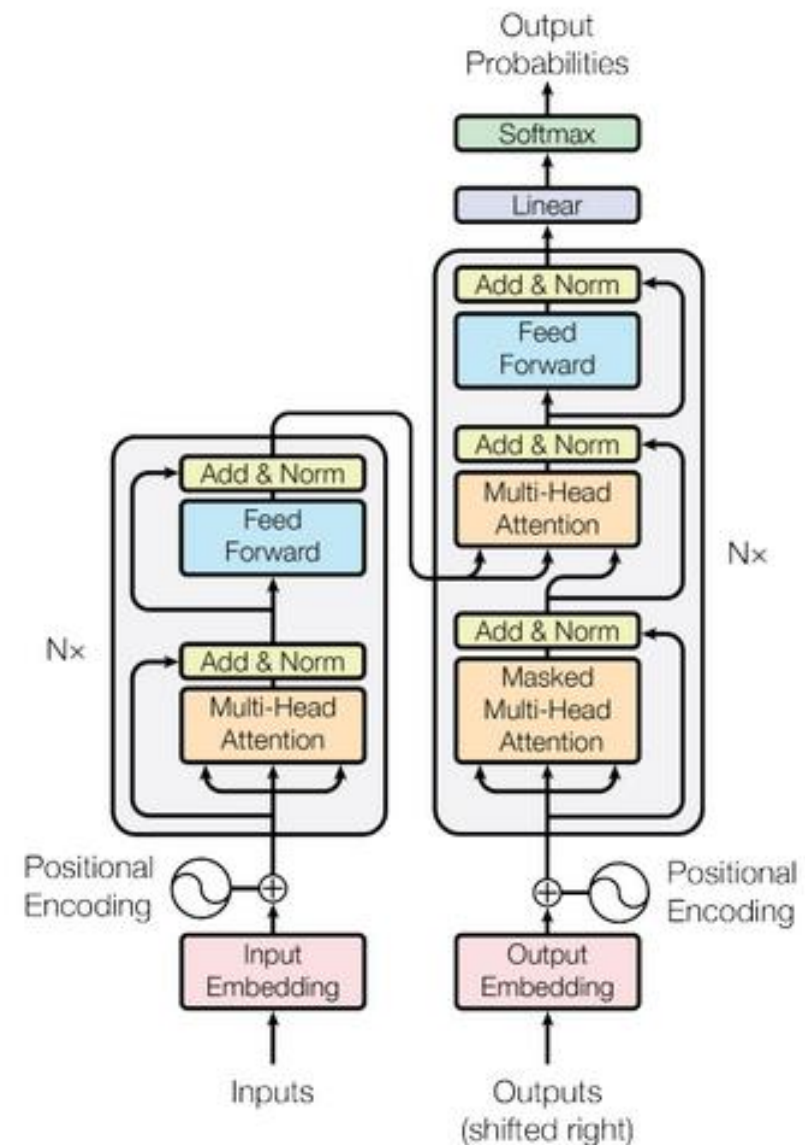 Output
Probabilities
Softmax
Linear
Add & Norm
Feed
Forward
Add & Norm
Multi-Head
Attention
Add & Norm
Masked
Multi-Head
Attention
Nx
Add & Norm
Feed
Forward
Add & Norm
Multi-Head
Attention
Nx
Positional
Encoding
Positional
Encoding
Input
Embedding
Output
Embedding
Inputs
Outputs
(shifted right)